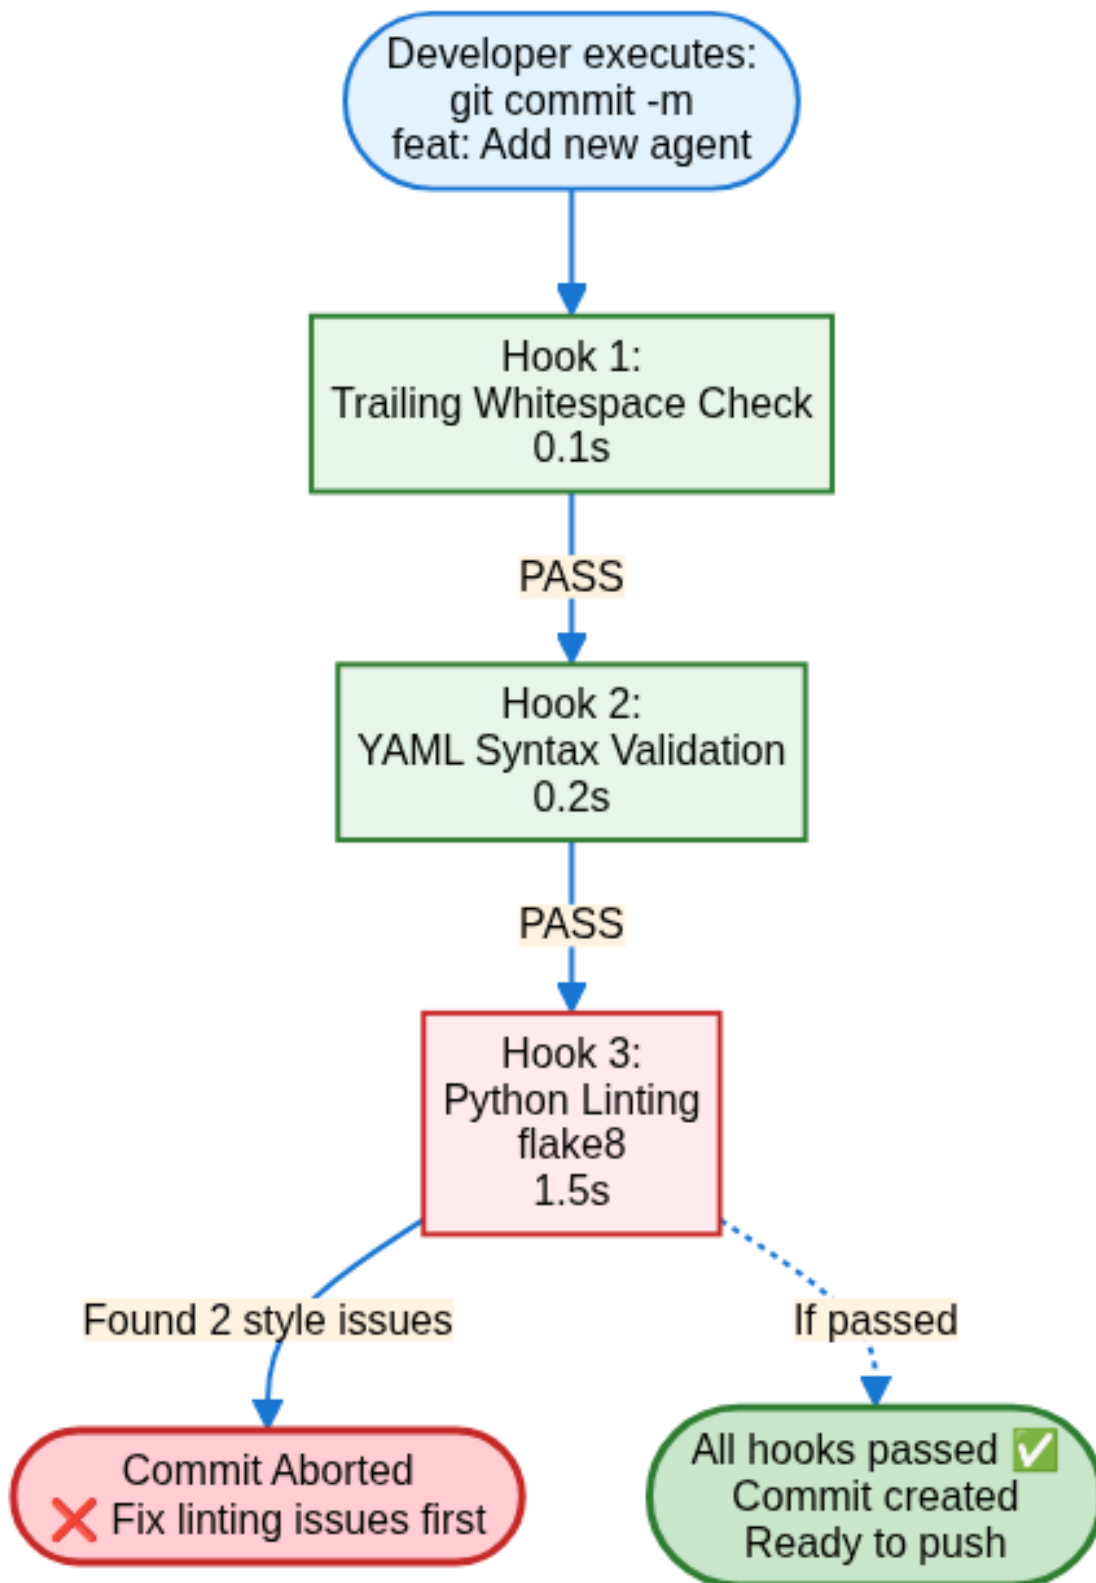 Developer executes:
git commit -m
feat: Add new agent
Hook 1:
Trailing Whitespace Check
0.1s
PASS
Hook 2:
YAML Syntax Validation
0.2s
PASS
Hook 3:
Python Linting
flake8
1.5s
Found 2 style issues
If passed
Commit Aborted
❌ Fix linting issues first
All hooks passed ✅
Commit created
Ready to push